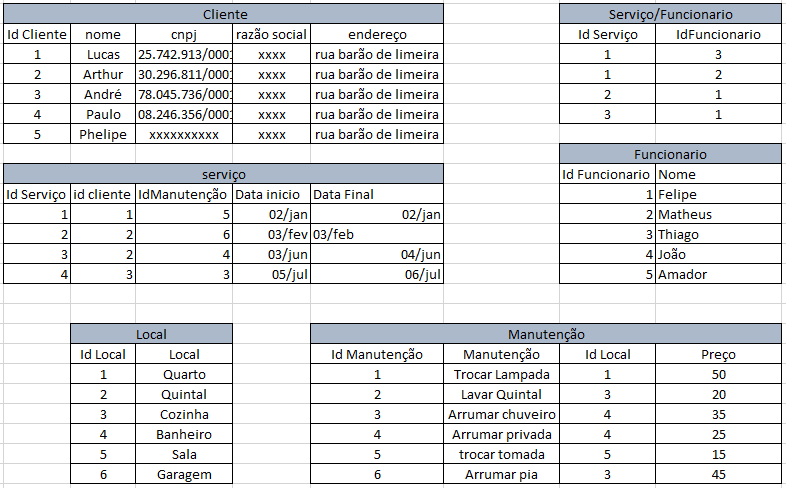 Cliente
Id Cliente nome cnpj razão social endereço
1 Lucas 25.742.913/0001 xxxx rua barão de limeira
2 Arthur 30.296.811/0001 xxxx rua barão de limeira
3 André 78.045.736/0001 xxxx rua barão de limeira
4 Paulo 08.246.356/0001 xxxx rua barão de limeira
5 Phelipe xxxxxxxxxx xxxx rua barão de limeira
Serviço/Funcionario
Id Serviço IdFuncionario
1 3
1 2
2 1
3 1
serviço
Id Serviço id cliente IdManutenção Data inicio Data Final
1 1 5 02/jan 02/jan
2 2 6 03/fev 03/feb
3 2 4 03/jun 04/jun
4 3 3 05/jul 06/jul
Funcionario
Id Funcionario Nome
1 Felipe
2 Matheus
3 Thiago
4 João
5 Amador
Local
Id Local Local
1 Quarto
2 Quintal
3 Cozinha
4 Banheiro
5 Sala
6 Garagem
Manutenção
Id Manutenção Manutenção Id Local Preço
1 Trocar Lampada 1 50
2 Lavar Quintal 3 20
3 Arrumar chuveiro 4 35
4 Arrumar privada 4 25
5 trocar tomada 5 15
6 Arrumar pia 3 45